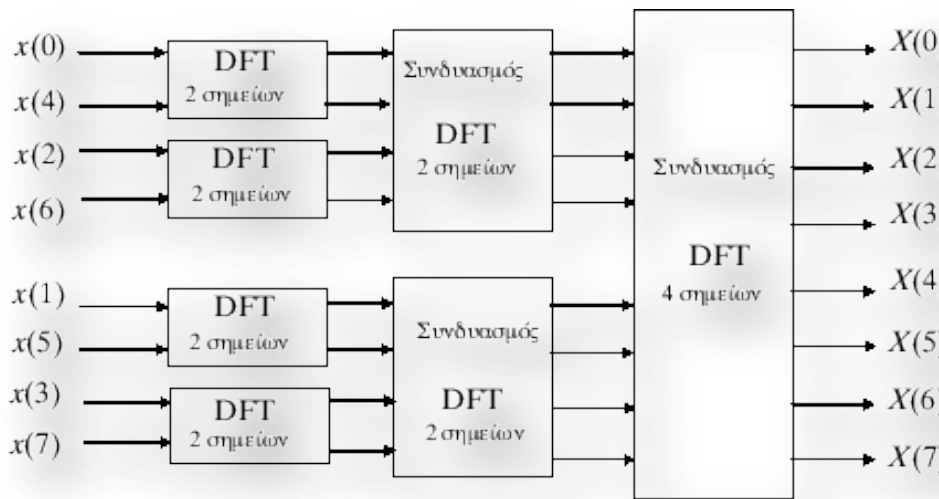 x(0)
x(4)
x(2)
x(6)
x(1)
x(5)
x(3)
x(7)
DFT
2 σημείων
DFT
2 σημείων
DFT
2 σημείων
DFT
2 σημείων
Συνδυασμός
DFT
2 σημείων
Συνδυασμός
DFT
2 σημείων
Συνδυασμός
DFT
4 σημείων
X(0
X(1
X(2
X(3
X(4
X(5)
X(6)
X(7)